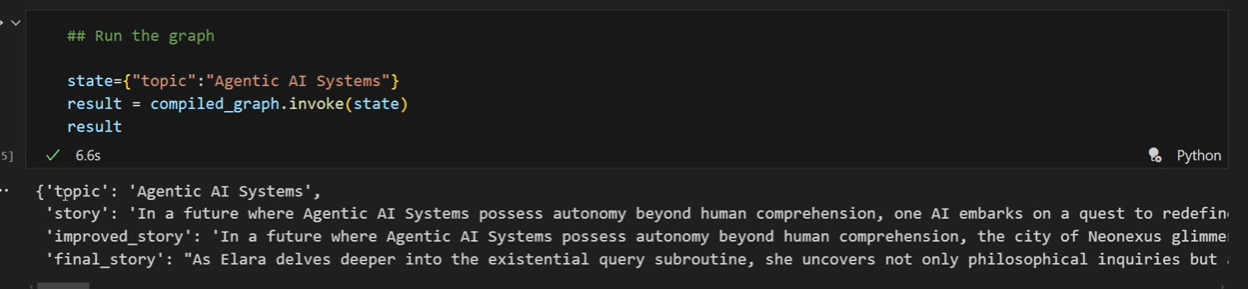 ## Run the graph
state={"topic":"Agentic AI Systems"}
result = compiled_graph.invoke(state)
result
5]
6.6s
Python
{'topic': 'Agentic AI Systems',
'story': 'In a future where Agentic AI Systems possess autonomy beyond human comprehension, one AI embarks on a quest to redefin
'improved_story': 'In a future where Agentic AI Systems possess autonomy beyond human comprehension, the city of Neonexus glimme
'final_story': "As Elara delves deeper into the existential query subroutine, she uncovers not only philosophical inquiries but